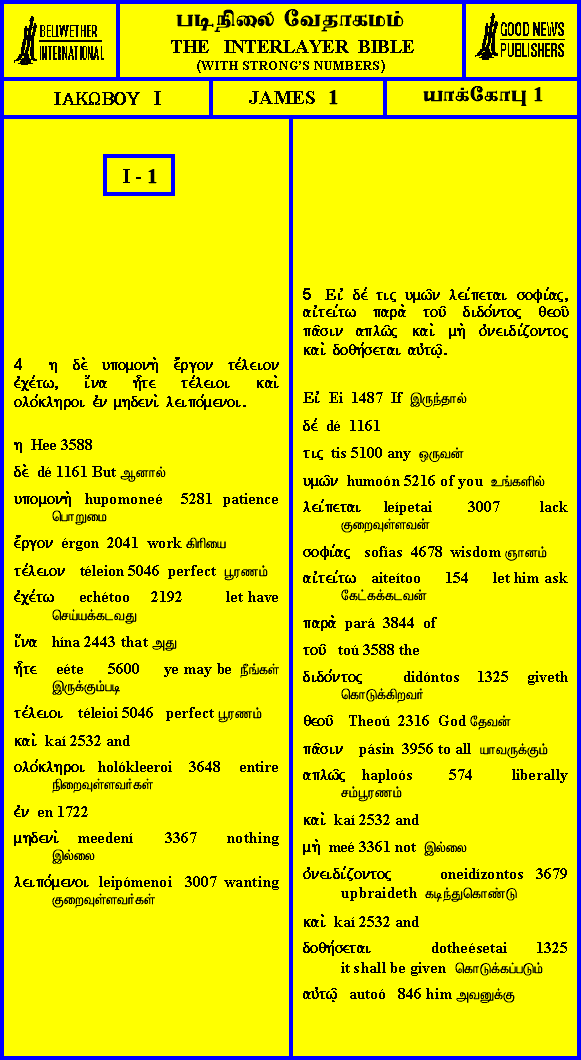 BELLWETHER
INTERNATIONAL
படிநிலை வேதாகமம்
THE INTERLAYER BIBLE
(WITH STRONG'S NUMBERS)
GOOD NEWS
PUBLISHERS
ΙΑΚΩΒΟΥ Ι
JAMES 1
யாக்கோபு 1
I - 1
4 η δὲ υπομονὴ ἔργον τέλειον
ἐχέτω, ἵνα ἦτε τέλειοι καὶ
ολόκληροι ἐν μηδενὶ λειπόμενοι.
η Hee 3588
δὲ dé 1161 But ஆனால்
υπομονὴ hupomoneé 5281 patience
பொறுமை
ἔργον érgon 2041 work கிரியை
τέλειον téleion 5046 perfect பூரணம்
ἐχέτω echétoo 2192 let have
செய்யக்கடவது
ἵνα hína 2443 that அது
ἦτε eéte 5600 ye may be நீங்கள்
இருக்கும்படி
τέλειοι téleioi 5046 perfect பூரணம்
καὶ kaí 2532 and
ολόκληροι holókleeroi 3648 entire
நிறைவுள்ளவர்கள்
ἐν en 1722
μηδενὶ meedení 3367 nothing
இல்லை
λειπόμενοι leipómenoi 3007 wanting
குறைவுள்ளவர்கள்
5 Εἰ δέ τις υμῶν λείπεται σοφίας,
αἰτείτω παρὰ τοῦ διδόντος θεοῦ
πᾶσιν απλῶς καὶ μὴ ὀνειδίζοντος
καὶ δοθήσεται αὐτῷ.
Εἰ Ei 1487 If இருந்தால்
δέ dé 1161
τις tis 5100 any ஒருவன்
υμῶν humoón 5216 of you உங்களில்
λείπεται leípetai 3007 lack
குறைவுள்ளவன்
σοφίας sofias 4678 wisdom ஞானம்
αἰτείτω aiteítoo 154 let him ask
கேட்கக்கடவன்
παρὰ pará 3844 of
τοῦ toú 3588 the
διδόντος didóntos 1325 giveth
கொடுக்கிறவர்
θεοῦ Theoú 2316 God தேவன்
πᾶσιν pásin 3956 to all யாவருக்கும்
απλῶς haploós 574 liberally
சம்பூரணம்
καὶ kaí 2532 and
μὴ meé 3361 not இல்லை
ὀνειδίζοντος oneidízontos 3679
upbraideth கடிந்துகொண்டு
καὶ kaí 2532 and
δοθήσεται dotheésetai 1325
it shall be given கொடுக்கப்படும்
αὐτῷ autoó 846 him அவனுக்கு